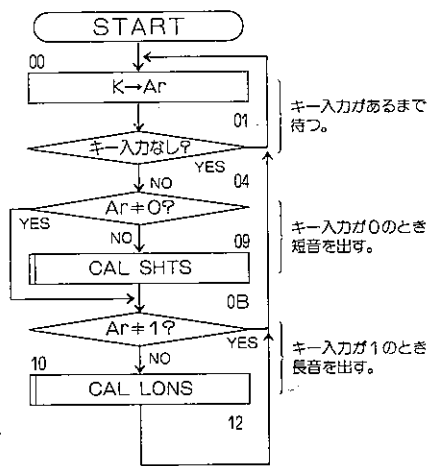 START
00
K→Ar
01
キー入力があるまで
待つ。
キー入力なし?
YES
NO
04
Ar≠0?
YES
NO
09
キー入力が0のとき
短音を出す。
CAL SHTS
0B
Ar≠1?
YES
NO
キー入力が1のとき
長音を出す。
10
CAL LONS
12